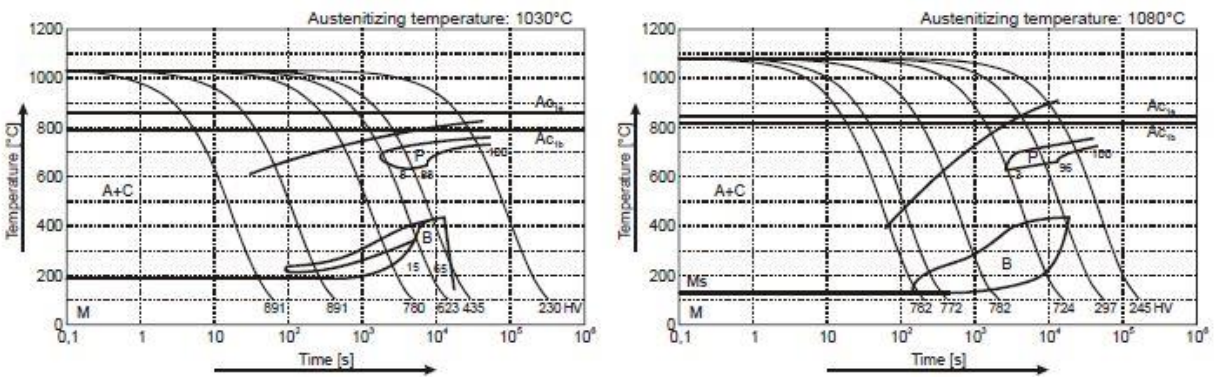 Austenitizing temperature: 1030°C
1200
1000
800
600
400
200
0
Temperature [°C]
Ac1e
Ac1b
A+C
P
100
8
88
B
15
65
M
891
891
780
623
435
230 HV
0,1
1
10
10²
10³
10⁴
10⁵
10⁶
Time [s]
Austenitizing temperature: 1080°C
1200
1000
800
600
400
200
0
Temperature [°C]
Ac1e
Ac1b
A+C
P
100
3
96
B
Ms
M
782
772
782
724
297
245 HV
0,1
1
10
10²
10³
10⁴
10⁵
10⁶
Time [s]